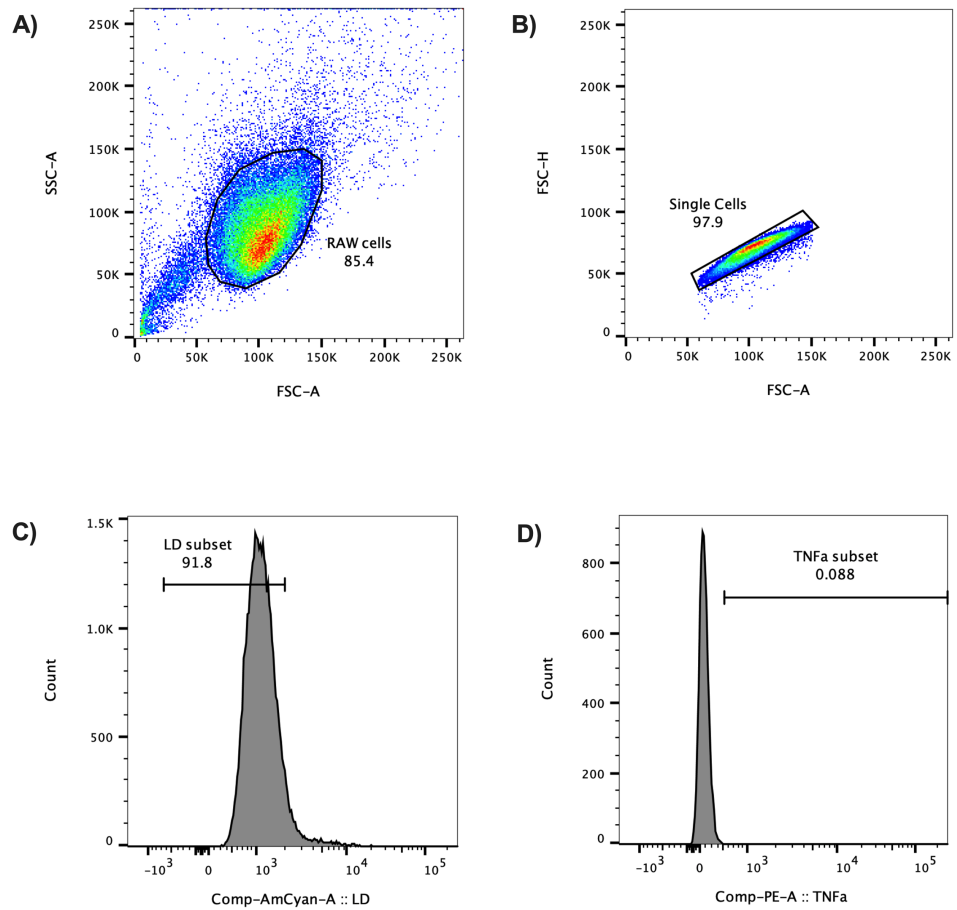 A)
250K
200K
150K
100K
50K
0
SSC-A
RAW cells
85.4
0 50K 100K 150K 200K 250K
FSC-A
B)
250K
200K
150K
100K
50K
0
FSC-H
Single Cells
97.9
0 50K 100K 150K 200K 250K
FSC-A
C)
1.5K
1.0K
500
0
Count
LD subset
91.8
-10³ 0 10³ 10⁴ 10⁵
Comp-AmCyan-A :: LD
D)
800
600
400
200
0
Count
TNFa subset
0.088
-10³ 0 10³ 10⁴ 10⁵
Comp-PE-A :: TNFa